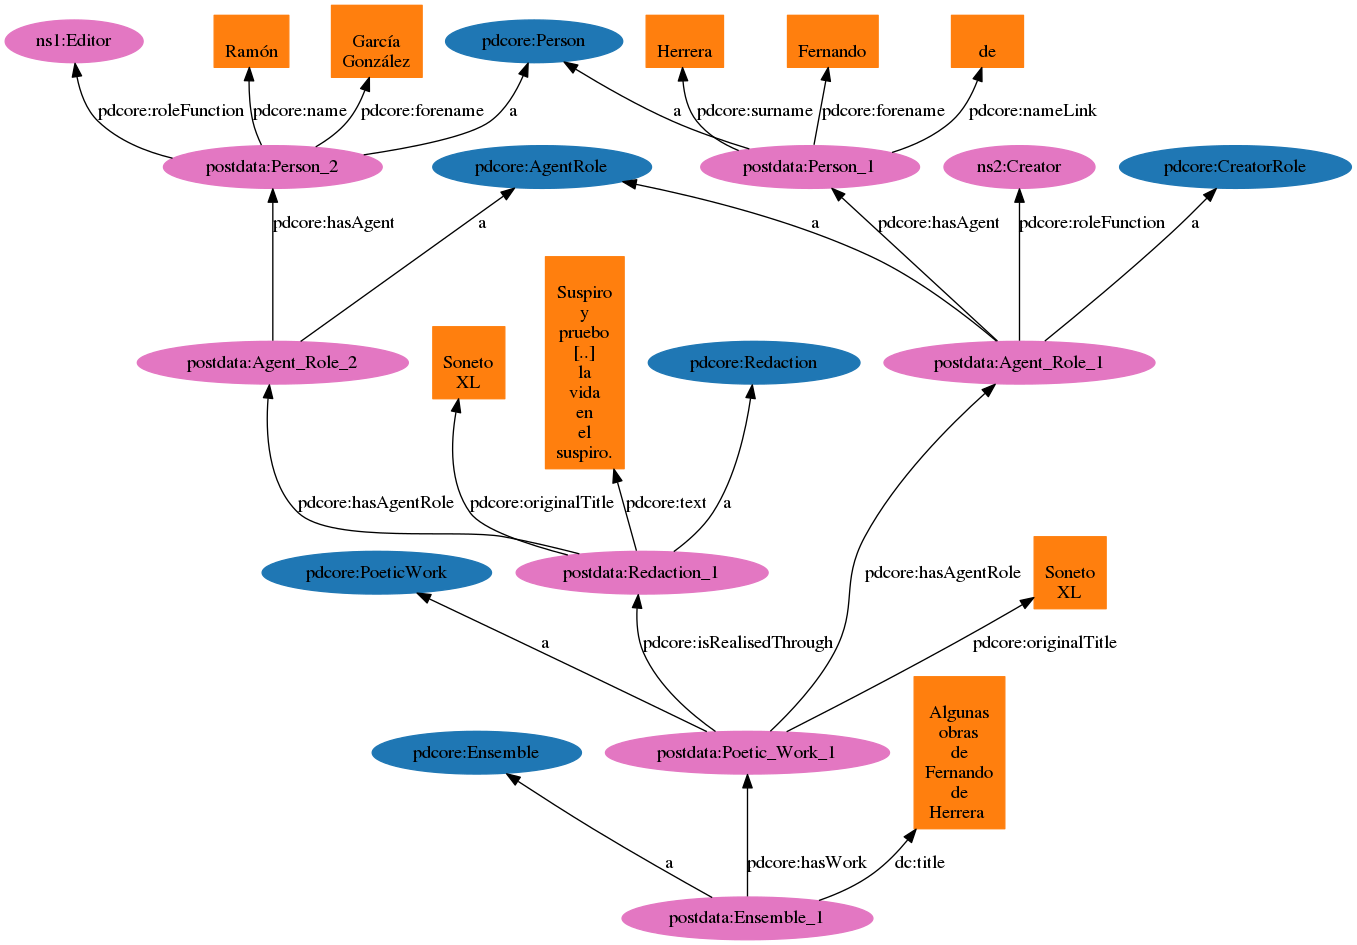 ns1:Editor
Ramón
García
González
pdcore:Person
Herrera
Fernando
de
pdcore:roleFunction
pdcore:name
pdcore:forename
a
a
pdcore:surname
pdcore:forename
pdcore:nameLink
postdata:Person_2
pdcore:AgentRole
postdata:Person_1
ns2:Creator
pdcore:CreatorRole
pdcore:hasAgent
a
a
pdcore:hasAgent
pdcore:roleFunction
a
Suspiro
y
pruebo
[..]
la
vida
en
el
suspiro.
postdata:Agent_Role_2
Soneto
XL
pdcore:Redaction
postdata:Agent_Role_1
pdcore:hasAgentRole
pdcore:originalTitle
pdcore:text
a
pdcore:PoeticWork
postdata:Redaction_1
pdcore:hasAgentRole
Soneto
XL
a
pdcore:isRealisedThrough
pdcore:originalTitle
pdcore:Ensemble
postdata:Poetic_Work_1
Algunas
obras
de
Fernando
de
Herrera
a
pdcore:hasWork
dc:title
postdata:Ensemble_1